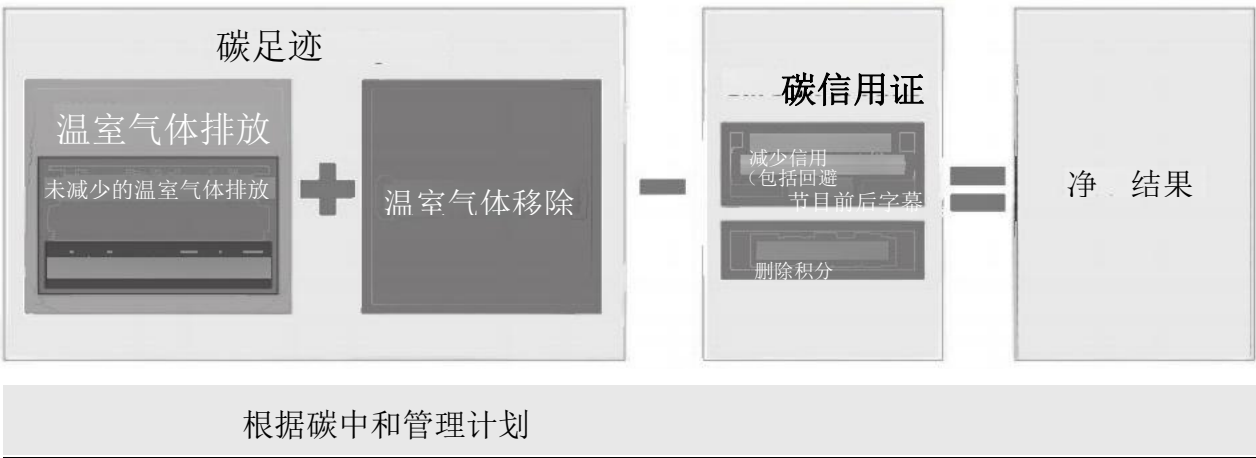 碳足迹
温室气体排放
未减少的温室气体排放
温室气体移除
碳信用证
减少信用
(包括回避
节目前后字幕
删除积分
净 结果
根据碳中和管理计划